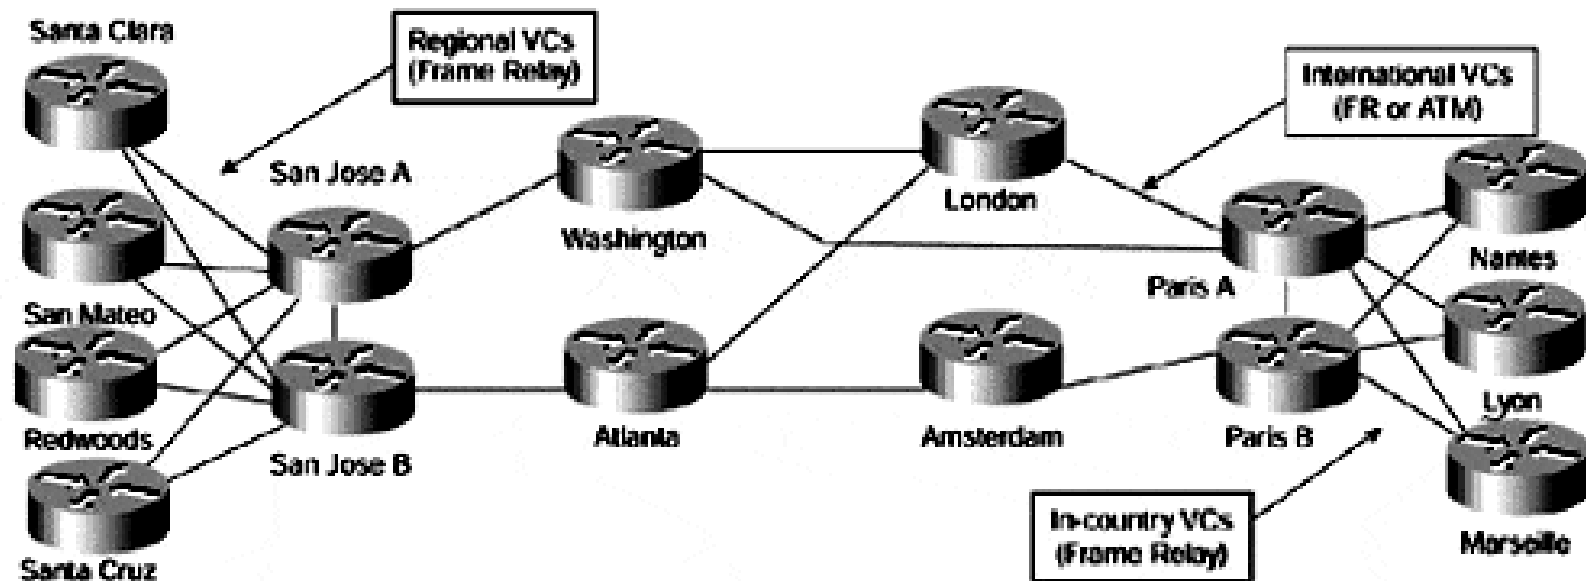 Santa Clara
Regional VCs
(Frame Relay)
International VCs
(FR or ATM)
San Jose A
Washington
London
Nantes
San Mateo
Paris A
Redwoods
San Jose B
Atlanta
Amsterdam
Paris B
Lyon
In-country VCs
(Frame Relay)
Marseille
Santa Cruz